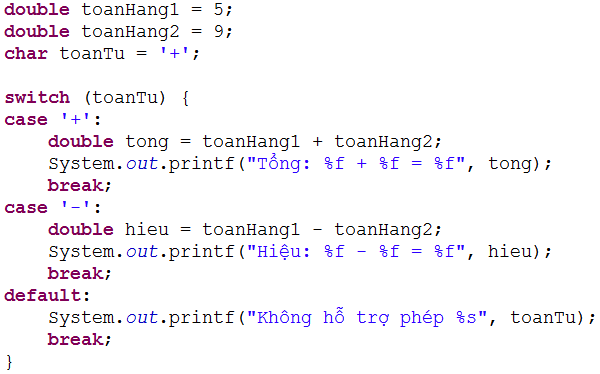 double toanHang1 = 5;
double toanHang2 = 9;
char toanTu = '+';

switch (toanTu) {
case '+':
    double tong = toanHang1 + toanHang2;
    System.out.printf("Tổng: %f + %f = %f", tong);
    break;
case '-':
    double hieu = toanHang1 - toanHang2;
    System.out.printf("Hiệu: %f - %f = %f", hieu);
    break;
default:
    System.out.printf("Không hỗ trợ phép %s", toanTu);
    break;
}